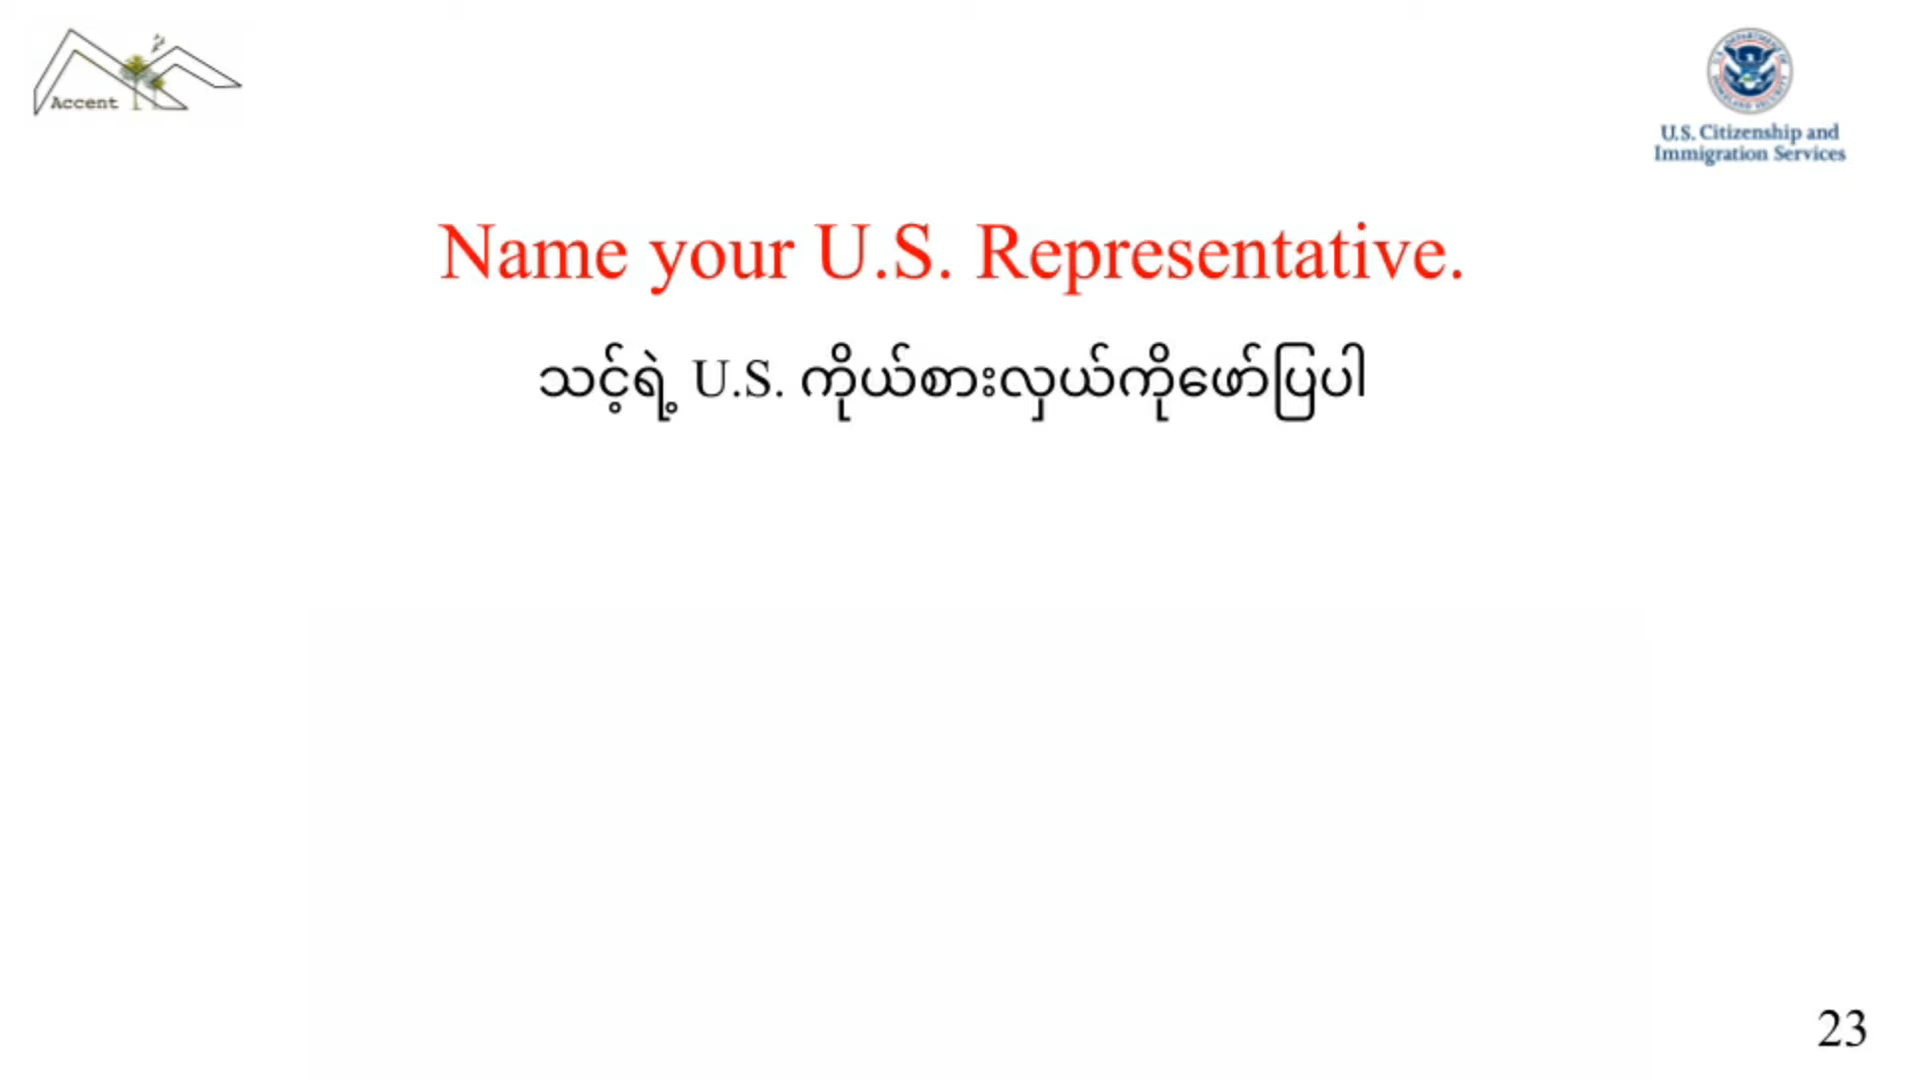 Accent
U.S. Citizenship and
Immigration Services
Name your U.S. Representative.
သင့်ရဲ့ U.S. ကိုယ်စားလှယ်ကိုဖော်ပြပါ
23